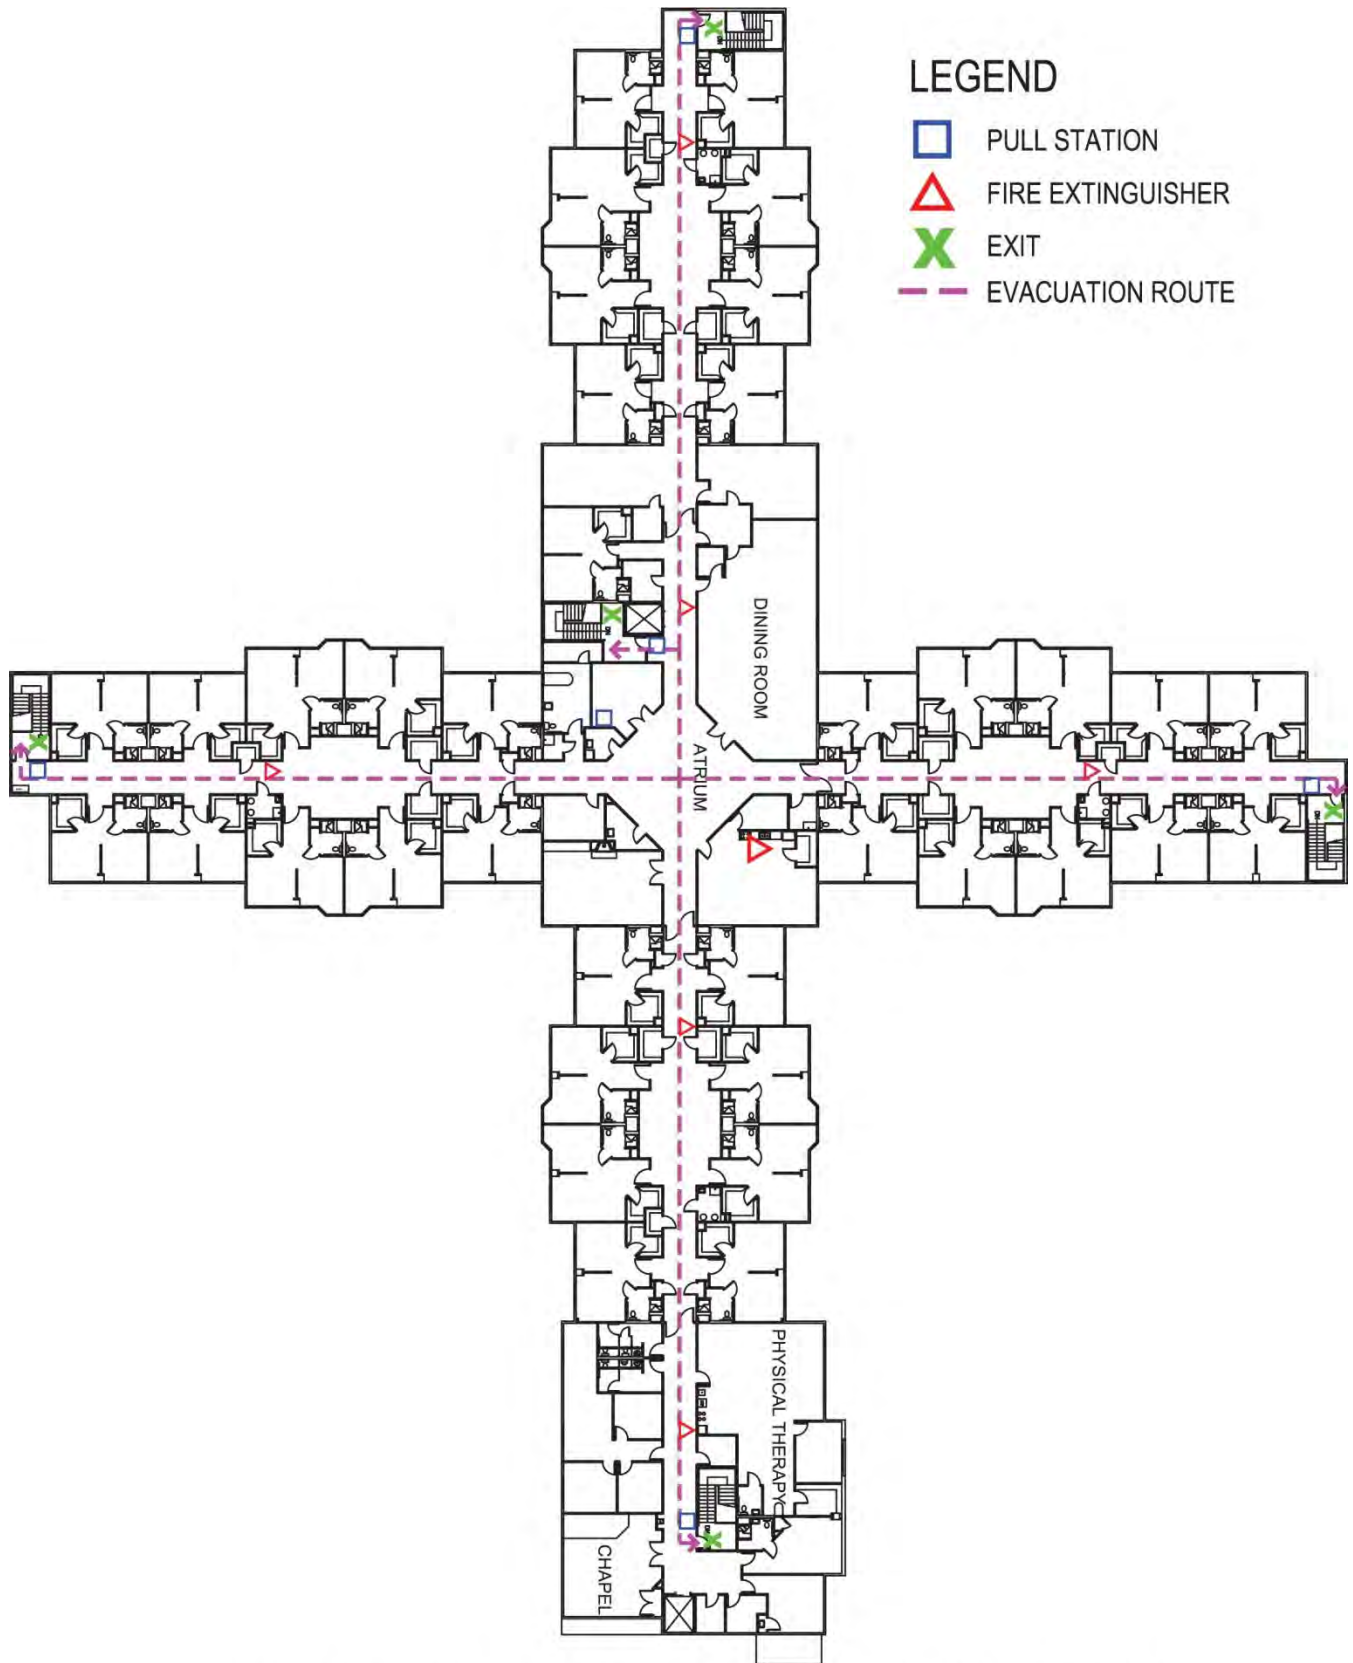 LEGEND
PULL STATION
FIRE EXTINGUISHER
EXIT
EVACUATION ROUTE
DINING ROOM
ATRIUM
PHYSICAL THERAPY
CHAPEL